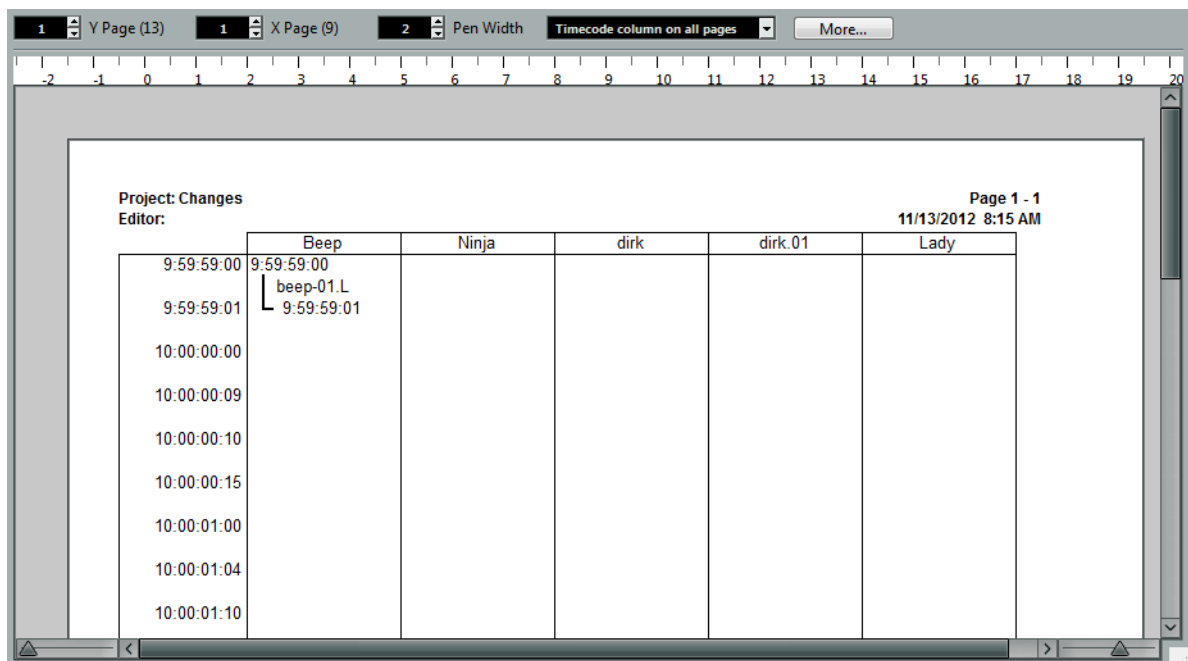 1 Y Page (13) 1 X Page (9) 2 Pen Width Timecode column on all pages More...
-2 -1 0 1 2 3 4 5 6 7 8 9 10 11 12 13 14 15 16 17 18 19 20
Project: Changes Page 1 - 1
Editor: 11/13/2012 8:15 AM
Beep Ninja dirk dirk.01 Lady
9:59:59:00 9:59:59:00
beep-01.L
9:59:59:01 9:59:59:01
10:00:00:00
10:00:00:09
10:00:00:10
10:00:00:15
10:00:01:00
10:00:01:04
10:00:01:10